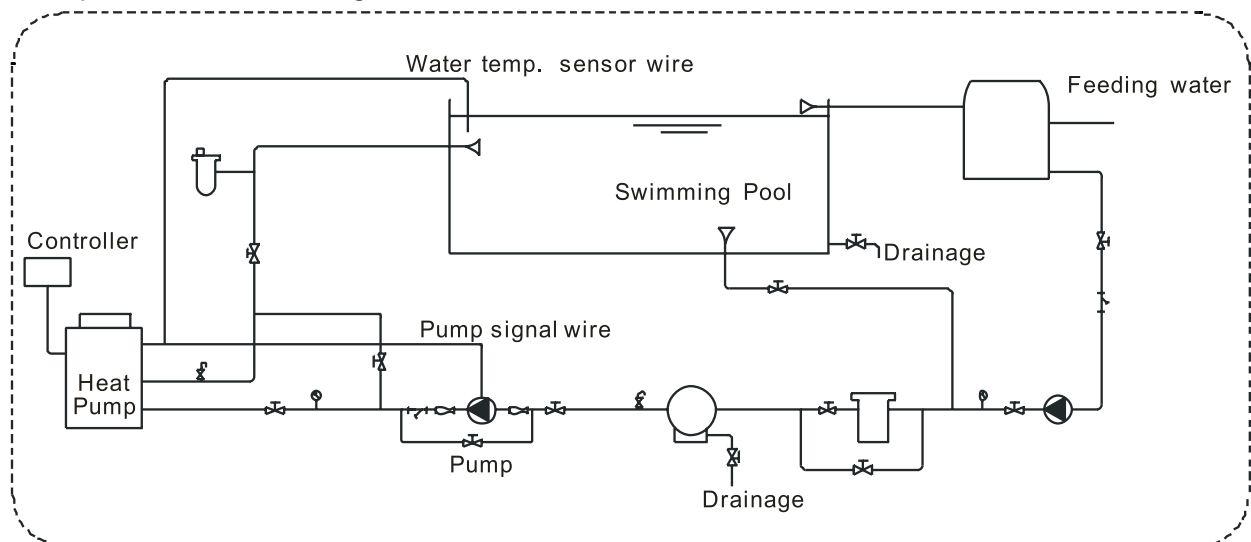 Water temp. sensor wire
Feeding water
Swimming Pool
Controller
Drainage
Pump signal wire
Heat
Pump
Pump
Drainage